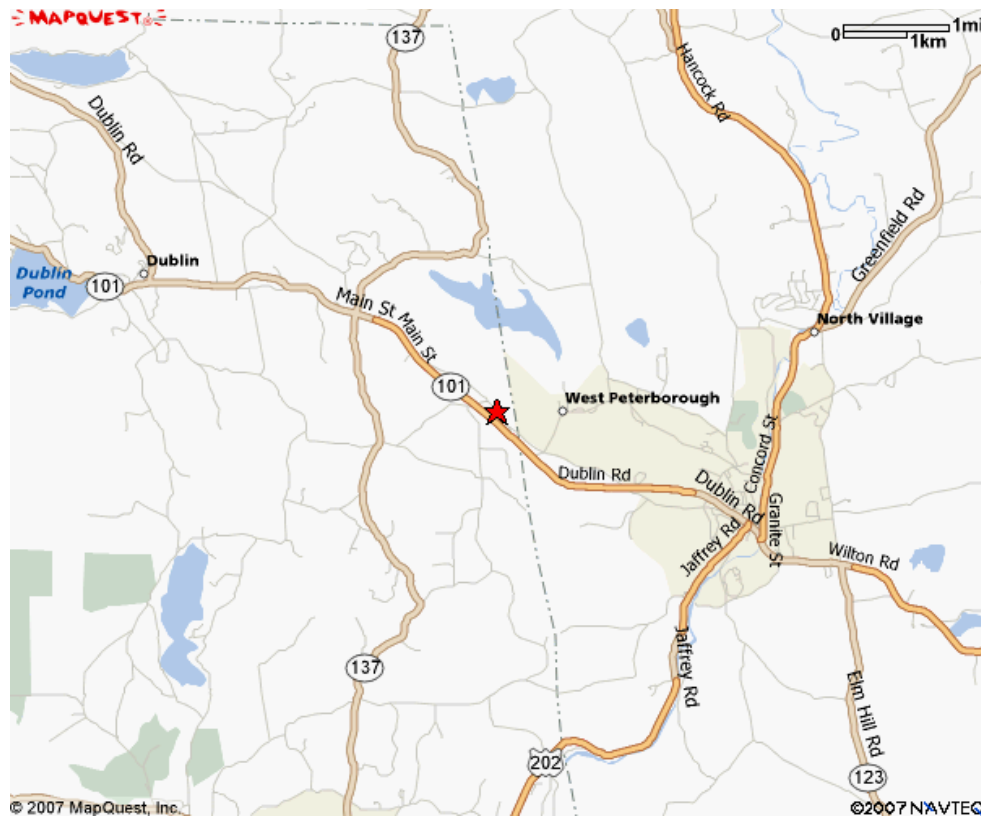 MAPQUEST
137
0
1mi
1km
Hancock Rd
Dublin Rd
Greenfield Rd
Dublin
Dublin
Pond
101
Main St
Main St
North Village
101
West Peterborough
Concord St
Dublin Rd
Dublin Rd
Granite St
Jaffrey Rd
Wilton Rd
Jaffrey Rd
137
Elm Hill Rd
202
123
© 2007 MapQuest, Inc.
©2007 NAVTEQ